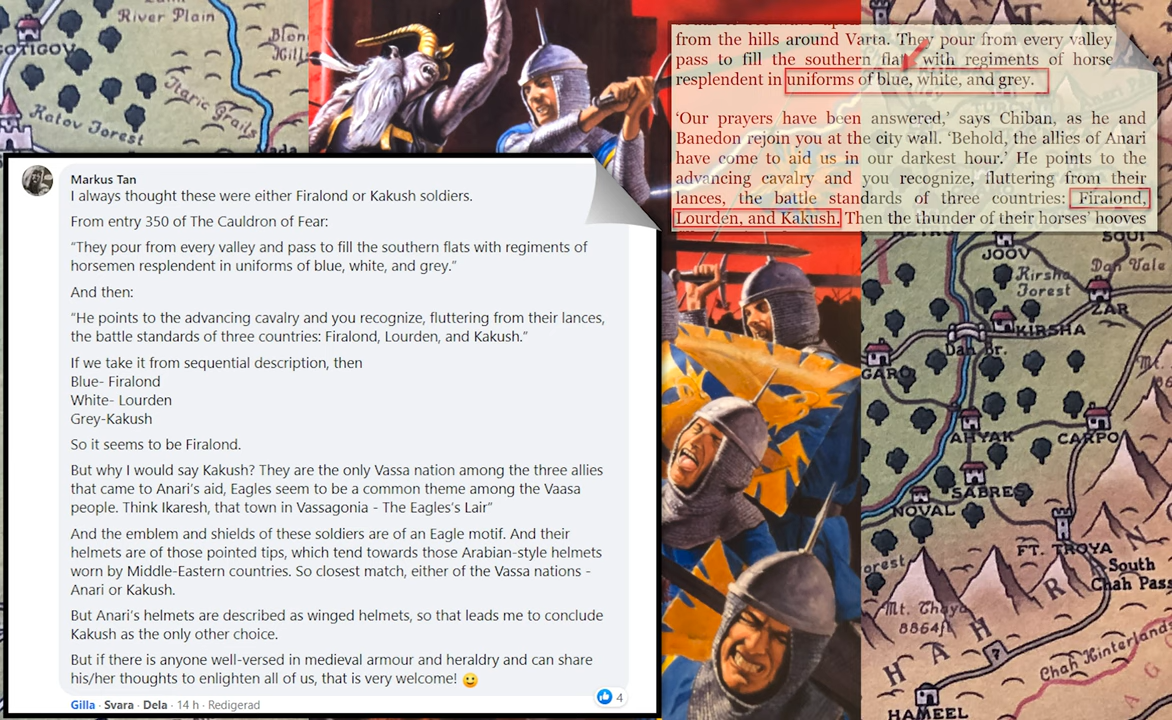 River Plain
GOTIGOV
Blon
Hill
Itaric Grails
Ratov Forest
from the hills around Varta. They pour from every valley
pass to fill the southern flat with regiments of horse
resplendent in uniforms of blue, white, and grey.
‘Our prayers have been answered,’ says Chiban, as he and
Banedon rejoin you at the city wall. ‘Behold, the allies of Anari
have come to aid us in our darkest hour.’ He points to the
advancing cavalry and you recognize, fluttering from their
lances, the battle standards of three countries: Firalond,
Lourden, and Kakush. Then the thunder of their horses’ hooves
Markus Tan
I always thought these were either Firalond or Kakush soldiers.
From entry 350 of The Cauldron of Fear:
“They pour from every valley and pass to fill the southern flats with regiments of
horsemen resplendent in uniforms of blue, white, and grey.”
And then:
“He points to the advancing cavalry and you recognize, fluttering from their lances,
the battle standards of three countries: Firalond, Lourden, and Kakush.”
If we take it from sequential description, then
Blue- Firalond
White- Lourden
Grey-Kakush
So it seems to be Firalond.
But why I would say Kakush? They are the only Vassa nation among the three allies
that came to Anari’s aid, Eagles seem to be a common theme among the Vaasa
people. Think Ikaresh, that town in Vassagonia - The Eagles’s Lair”
And the emblem and shields of these soldiers are of an Eagle motif. And their
helmets are of those pointed tips, which tend towards those Arabian-style helmets
worn by Middle-Eastern countries. So closest match, either of the Vassa nations -
Anari or Kakush.
But Anari’s helmets are described as winged helmets, so that leads me to conclude
Kakush as the only other choice.
But if there is anyone well-versed in medieval armour and heraldry and can share
his/her thoughts to enlighten all of us, that is very welcome! 😉
Gilla · Svara · Dela · 14 h · Redigerad
4
JOOV
SQUI
Dan Vale
Kirsha
Forest
ZAR
KIRSHA
Dan Br.
GARO
Mt.
AHYAK
CARPO
SABRES
NOVAL
FT. TROYA
orest
South
Chah Pass
Mt. Chaya
8864ft
H A H R
?
Chah Hinterlands
HAMEEL
A G